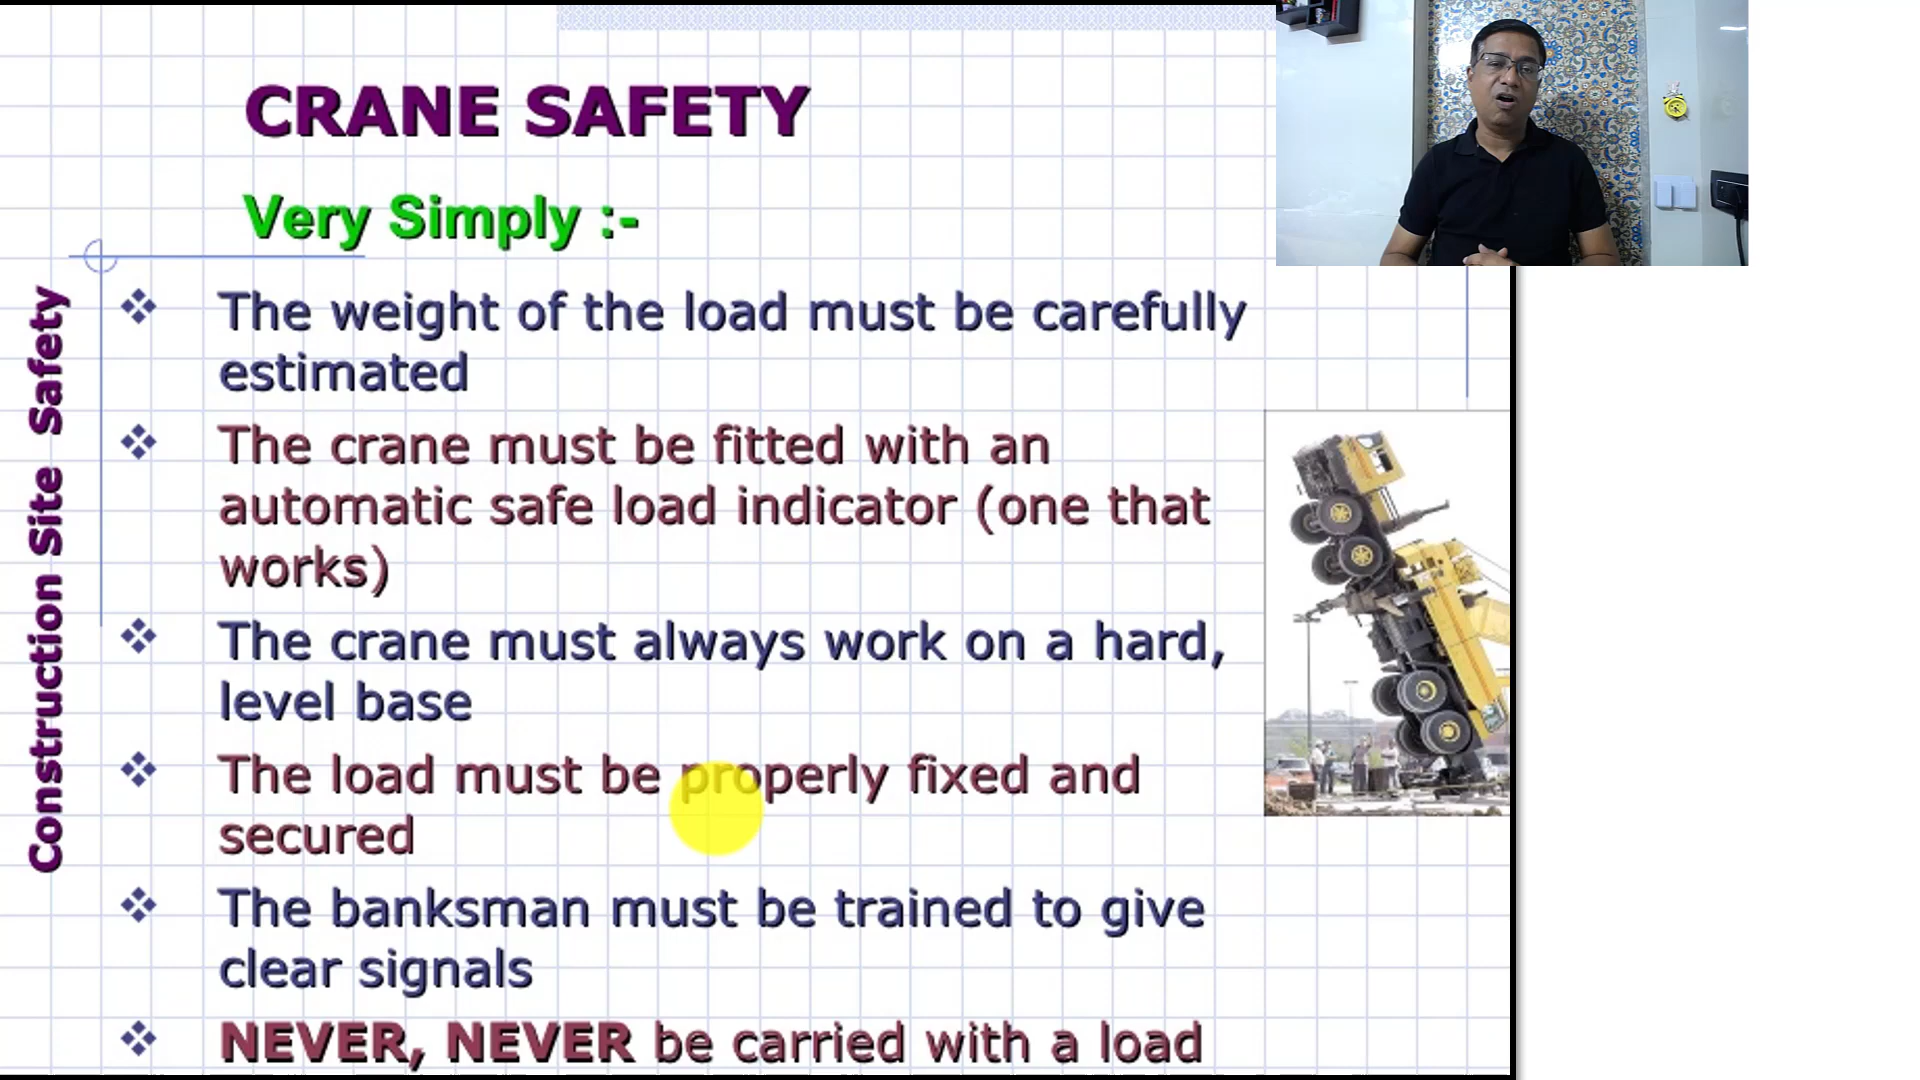 CRANE SAFETY
Very Simply :-
Construction Site Safety
The weight of the load must be carefully
estimated
The crane must be fitted with an
automatic safe load indicator (one that
works)
The crane must always work on a hard,
level base
The load must be properly fixed and
secured
The banksman must be trained to give
clear signals
NEVER, NEVER be carried with a load